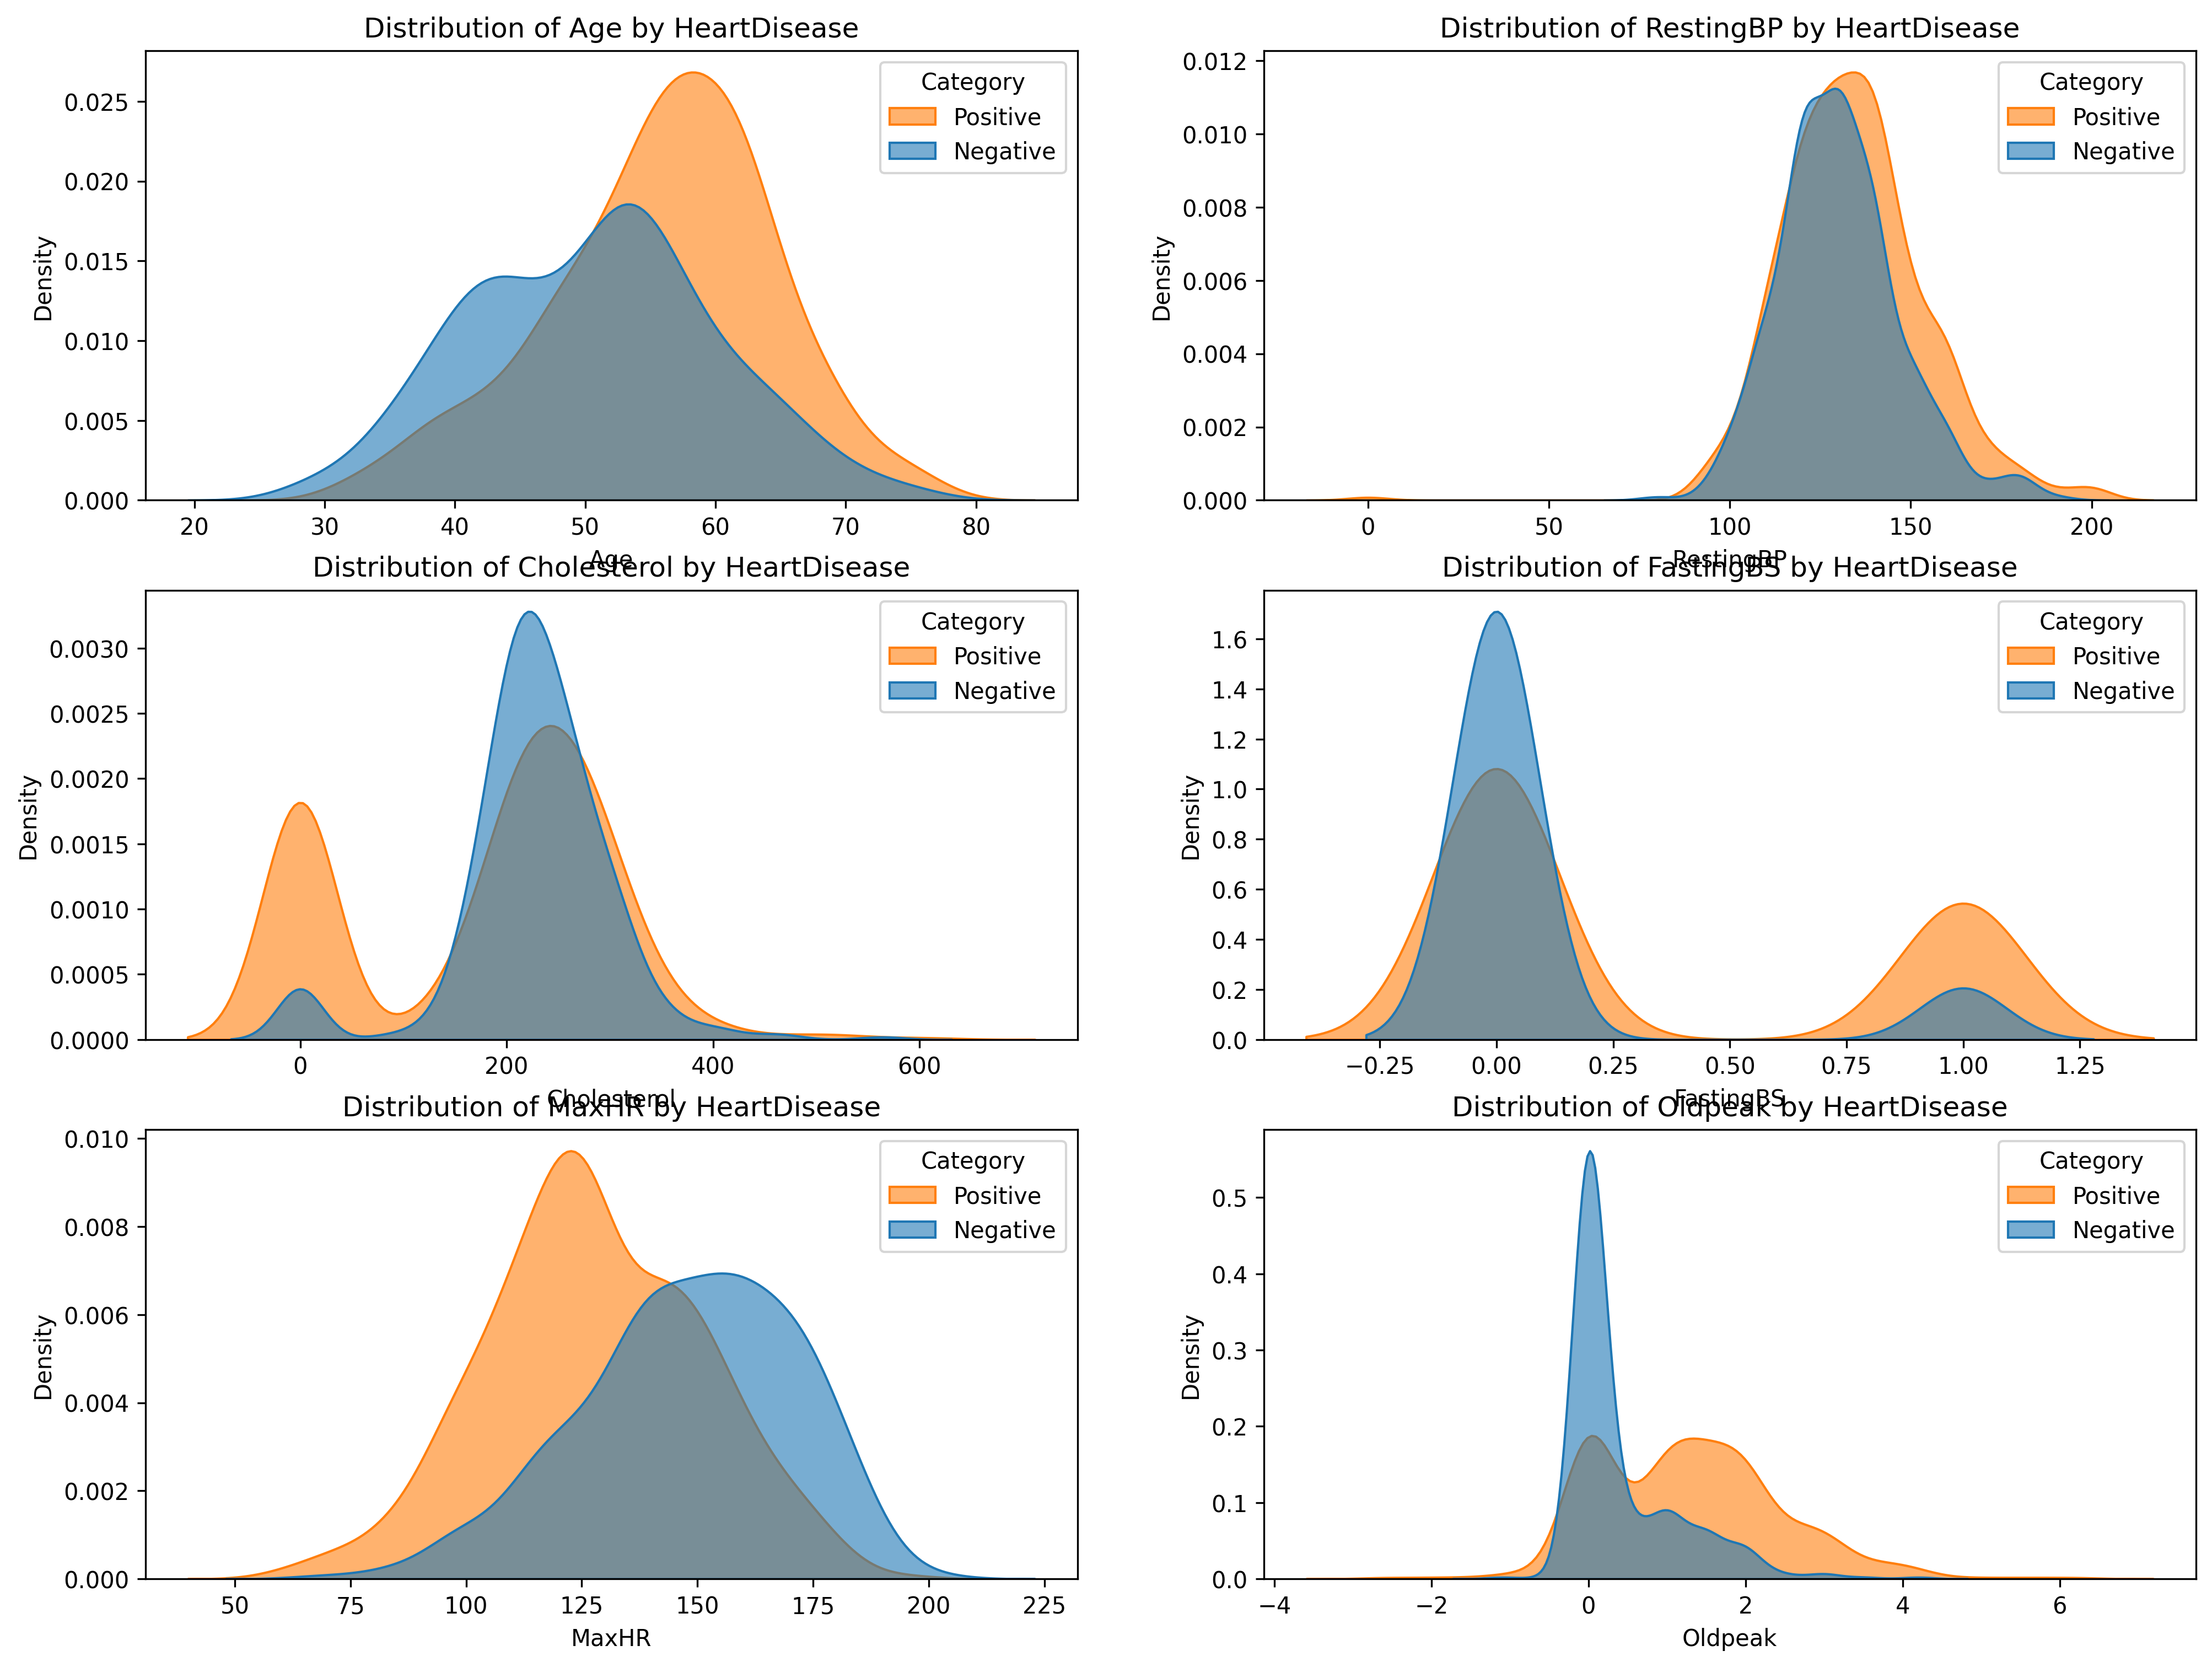 Distribution of Age by HeartDisease
Category
Positive
Negative
Density
0.025
0.020
0.015
0.010
0.005
0.000
20 30 40 50 60 70 80
Age
Distribution of RestingBP by HeartDisease
Category
Positive
Negative
Density
0.012
0.010
0.008
0.006
0.004
0.002
0.000
0 50 100 150 200
RestingBP
Distribution of Cholesterol by HeartDisease
Category
Positive
Negative
Density
0.0030
0.0025
0.0020
0.0015
0.0010
0.0005
0.0000
0 200 400 600
Cholesterol
Distribution of FastingBS by HeartDisease
Category
Positive
Negative
Density
1.6
1.4
1.2
1.0
0.8
0.6
0.4
0.2
0.0
−0.25 0.00 0.25 0.50 0.75 1.00 1.25
FastingBS
Distribution of MaxHR by HeartDisease
Category
Positive
Negative
Density
0.010
0.008
0.006
0.004
0.002
0.000
50 75 100 125 150 175 200 225
MaxHR
Distribution of Oldpeak by HeartDisease
Category
Positive
Negative
Density
0.5
0.4
0.3
0.2
0.1
0.0
−4 −2 0 2 4 6
Oldpeak